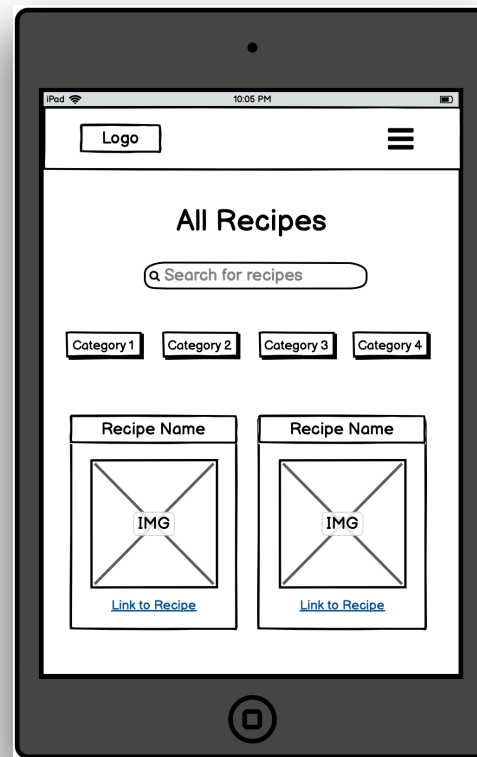 iPad 10:05 PM
Logo
All Recipes
Search for recipes
Category 1 Category 2 Category 3 Category 4
Recipe Name Recipe Name
IMG IMG
Link to Recipe Link to Recipe